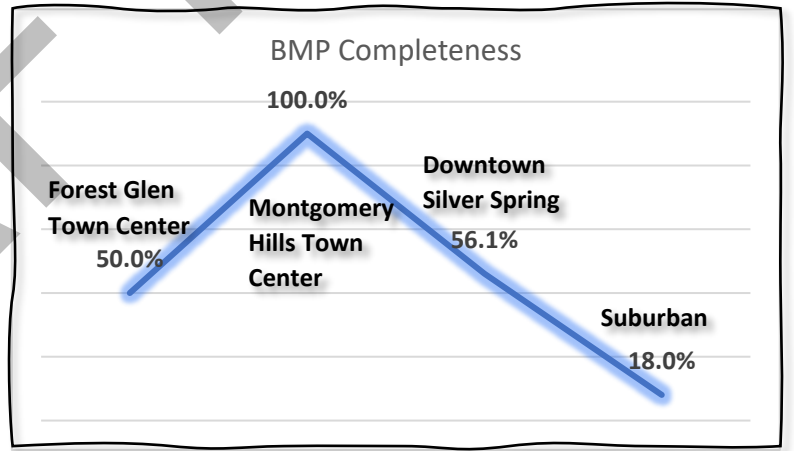 BMP Completeness
100.0%
Forest Glen
Town Center
50.0%
Montgomery
Hills Town
Center
Downtown
Silver Spring
56.1%
Suburban
18.0%